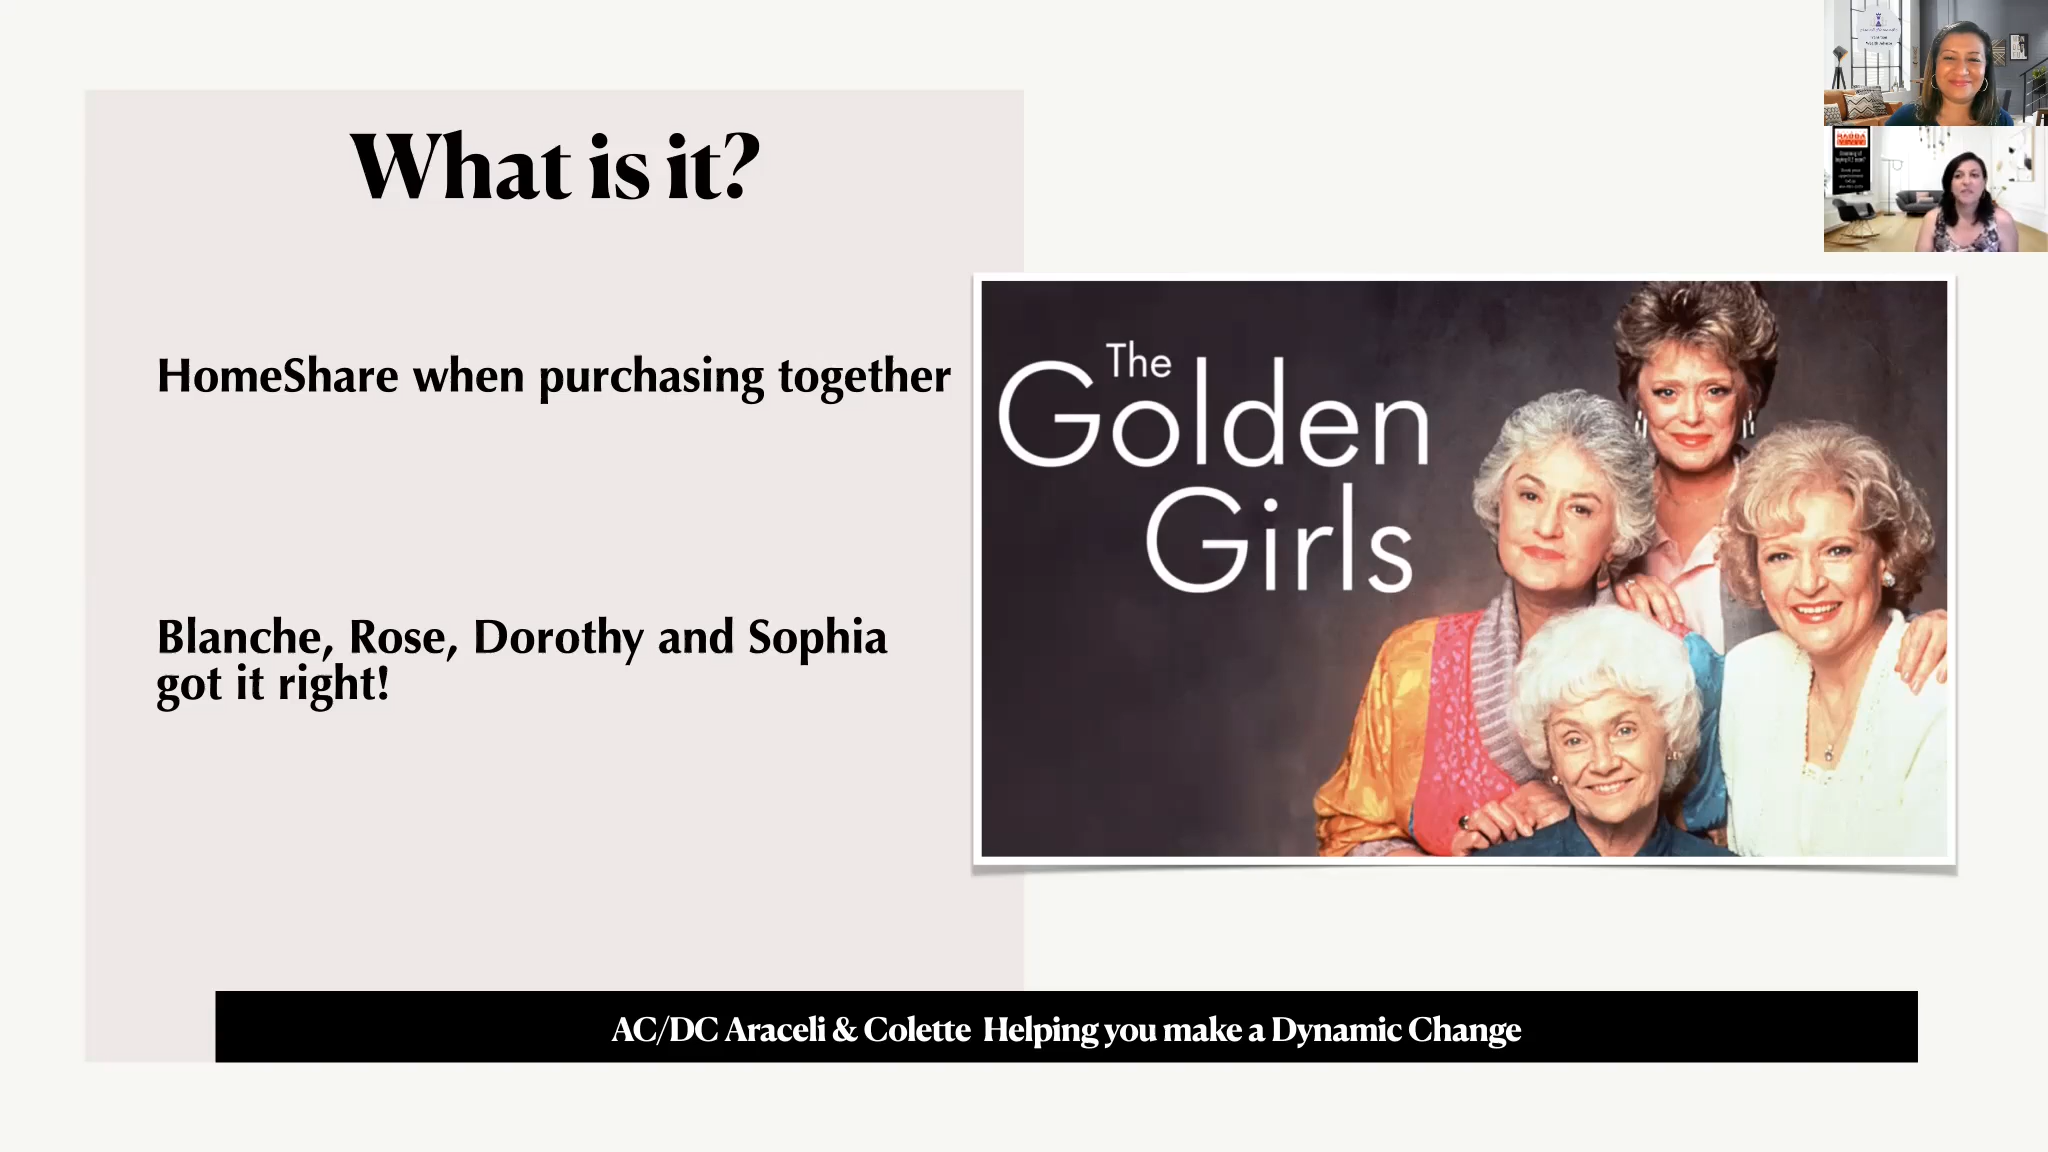 What is it?
HomeShare when purchasing together
Blanche, Rose, Dorothy and Sophia
got it right!
The
Golden
Girls
AC/DC Araceli & Colette  Helping you make a Dynamic Change